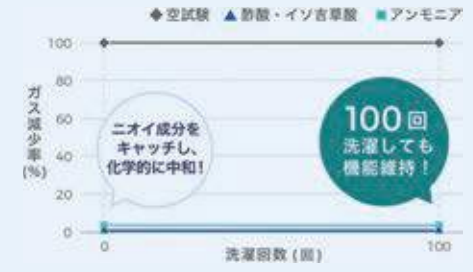 ◆空試験 ▲酢酸・イソ吉草酸 ■アンモニア
ガス減少率(%)
100
80
60
40
20
0
ニオイ成分を
キャッチし、
化学的に中和!
100回
洗濯しても
機能維持!
0
100
洗濯回数(回)